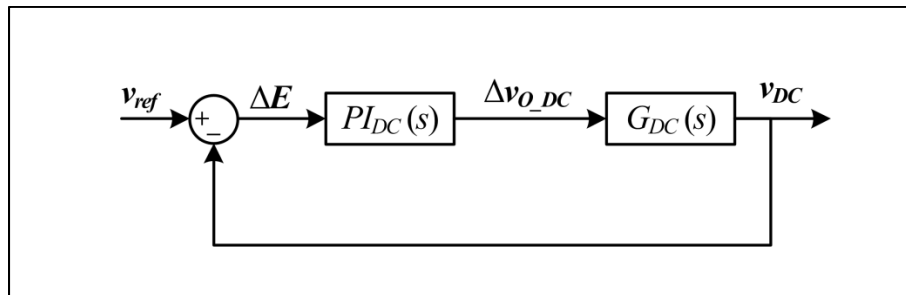 v_ref
+
−
ΔE
PI_DC(s)
Δv_O_DC
G_DC(s)
v_DC